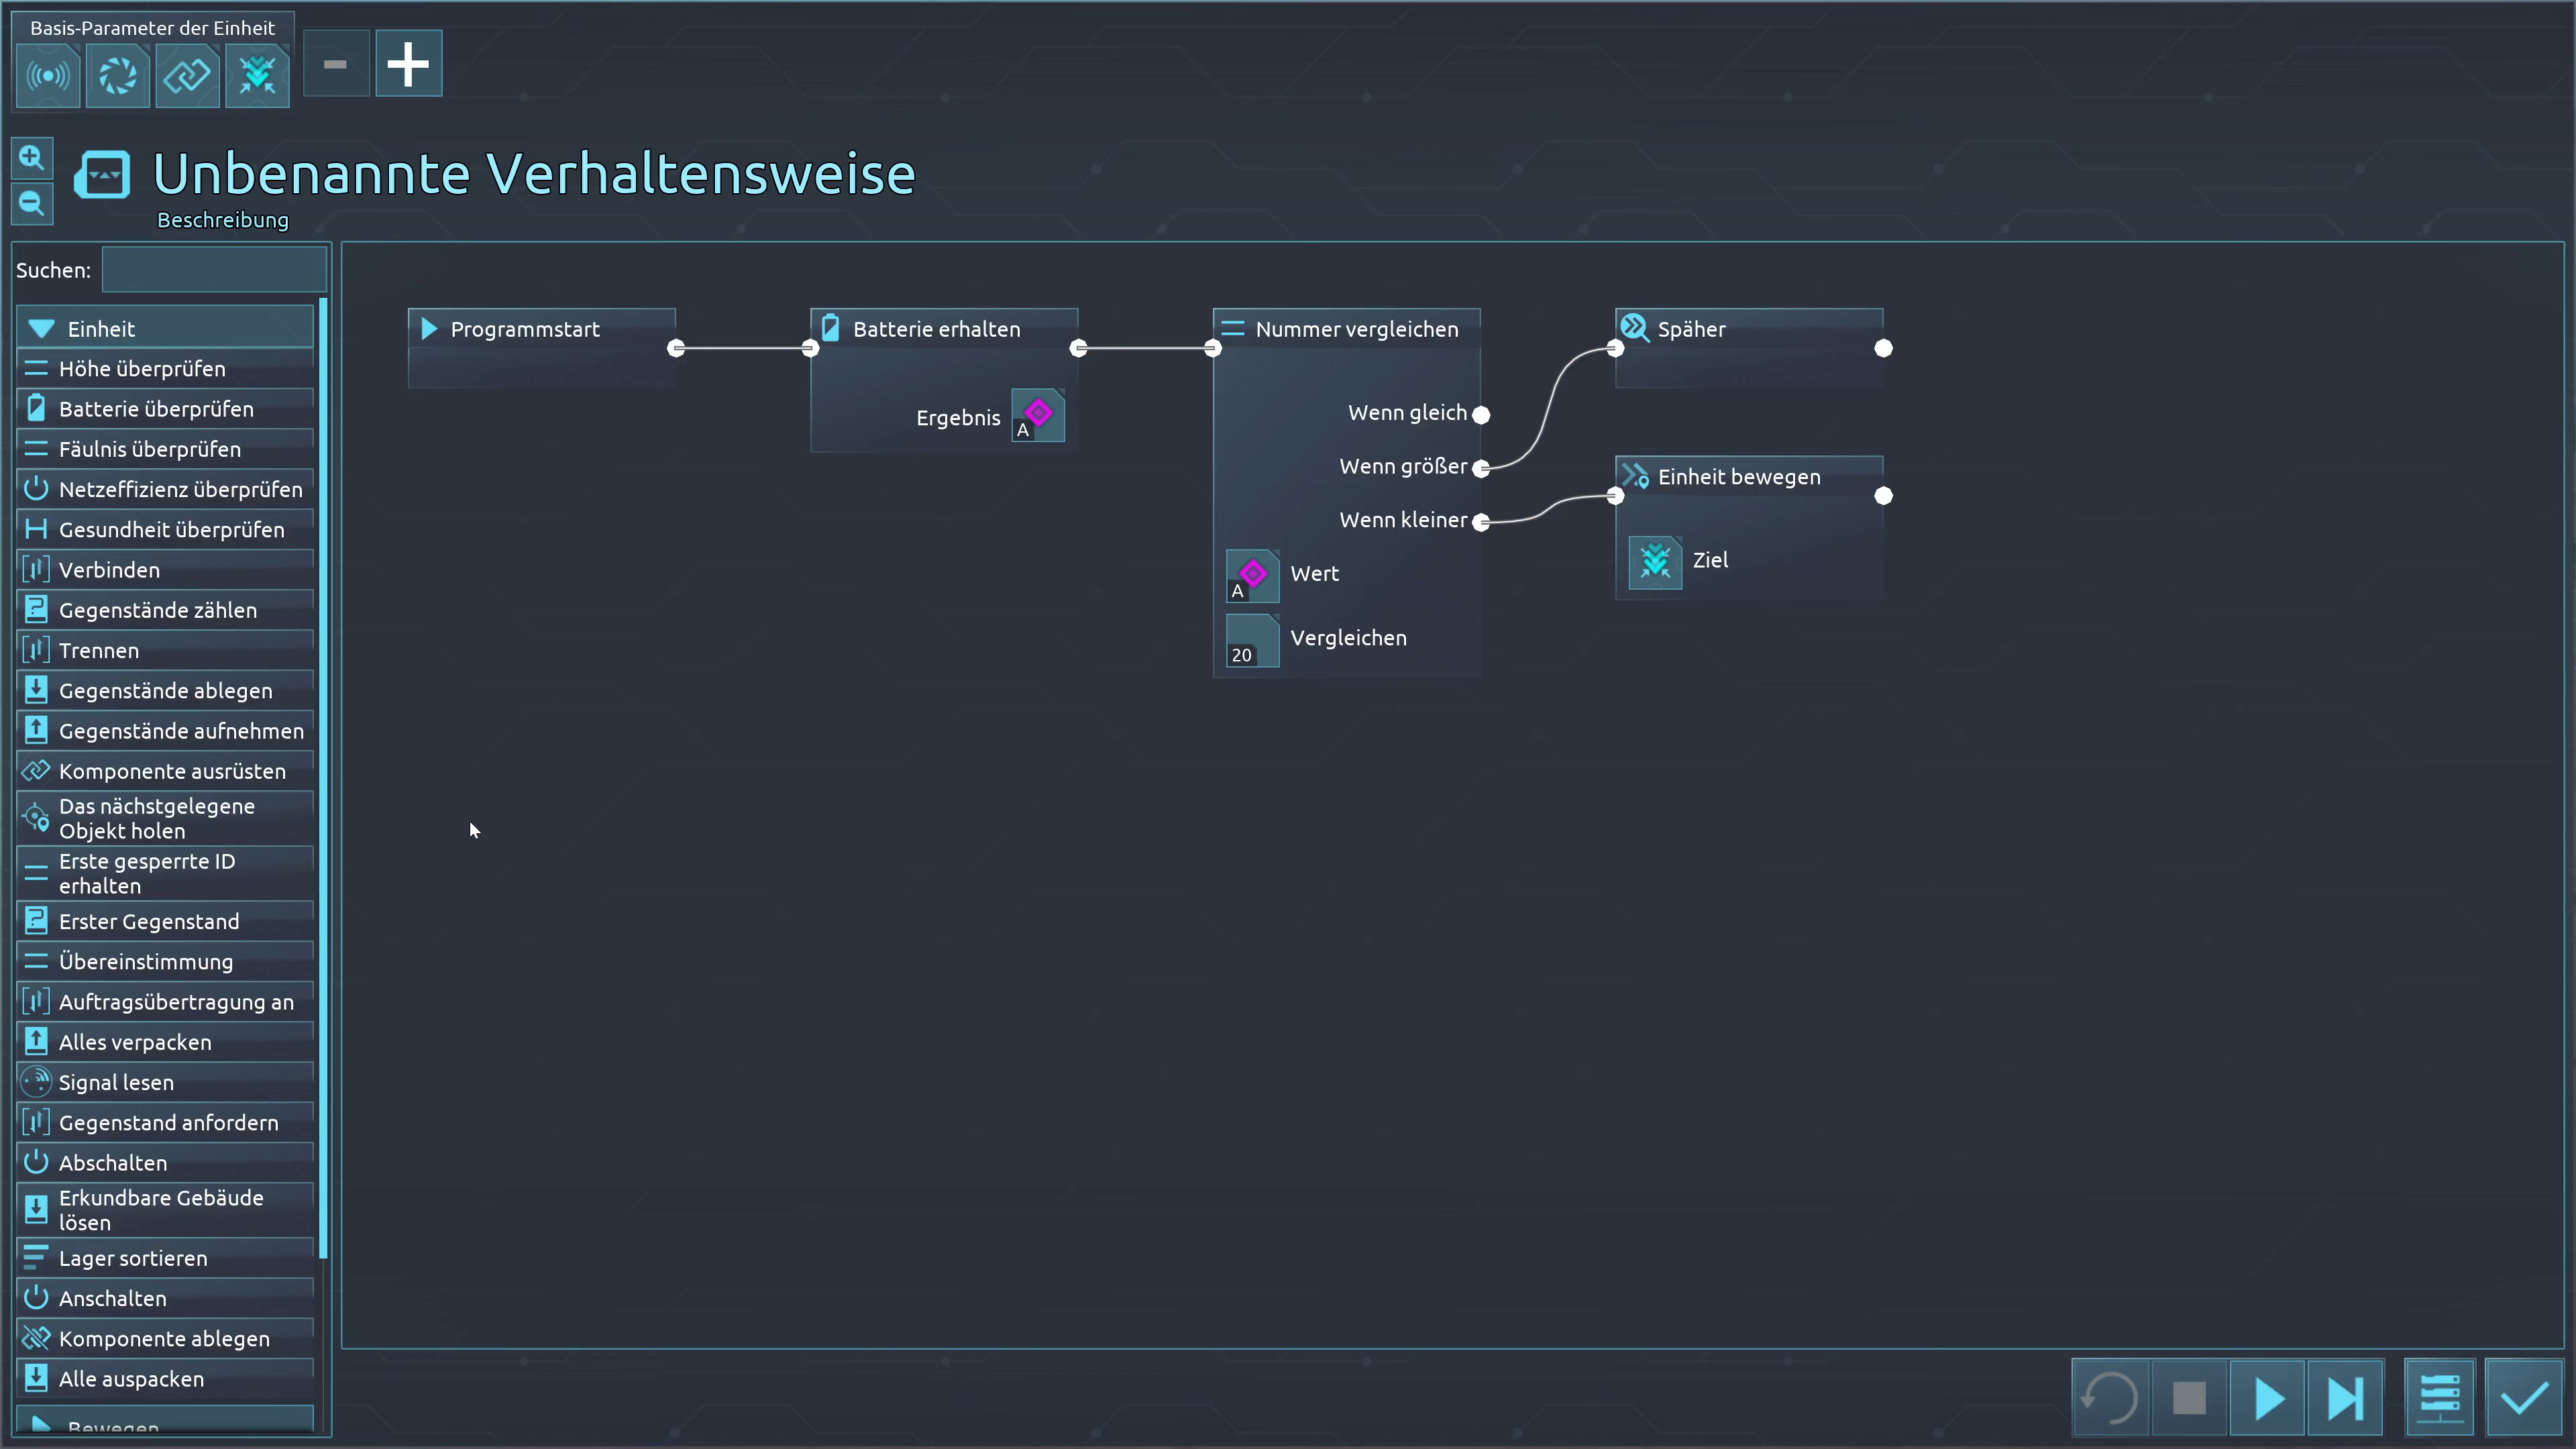 Basis-Parameter der Einheit
Unbenannte Verhaltensweise
Beschreibung
Suchen:
Einheit
Höhe überprüfen
Batterie überprüfen
Fäulnis überprüfen
Netzeffizienz überprüfen
Gesundheit überprüfen
Verbinden
Gegenstände zählen
Trennen
Gegenstände ablegen
Gegenstände aufnehmen
Komponente ausrüsten
Das nächstgelegene
Objekt holen
Erste gesperrte ID
erhalten
Erster Gegenstand
Übereinstimmung
Auftragsübertragung an
Alles verpacken
Signal lesen
Gegenstand anfordern
Abschalten
Erkundbare Gebäude
lösen
Lager sortieren
Anschalten
Komponente ablegen
Alle auspacken
Bewegen
Programmstart
Batterie erhalten
Ergebnis
A
Nummer vergleichen
Wenn gleich
Wenn größer
Wenn kleiner
A
Wert
20
Vergleichen
Späher
Einheit bewegen
Ziel